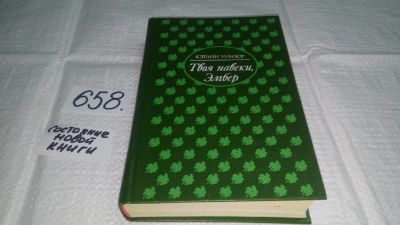 658.
состояние
новой
книги
КЭТЛИН УИНЗОР
Твоя навеки,
Эмбер